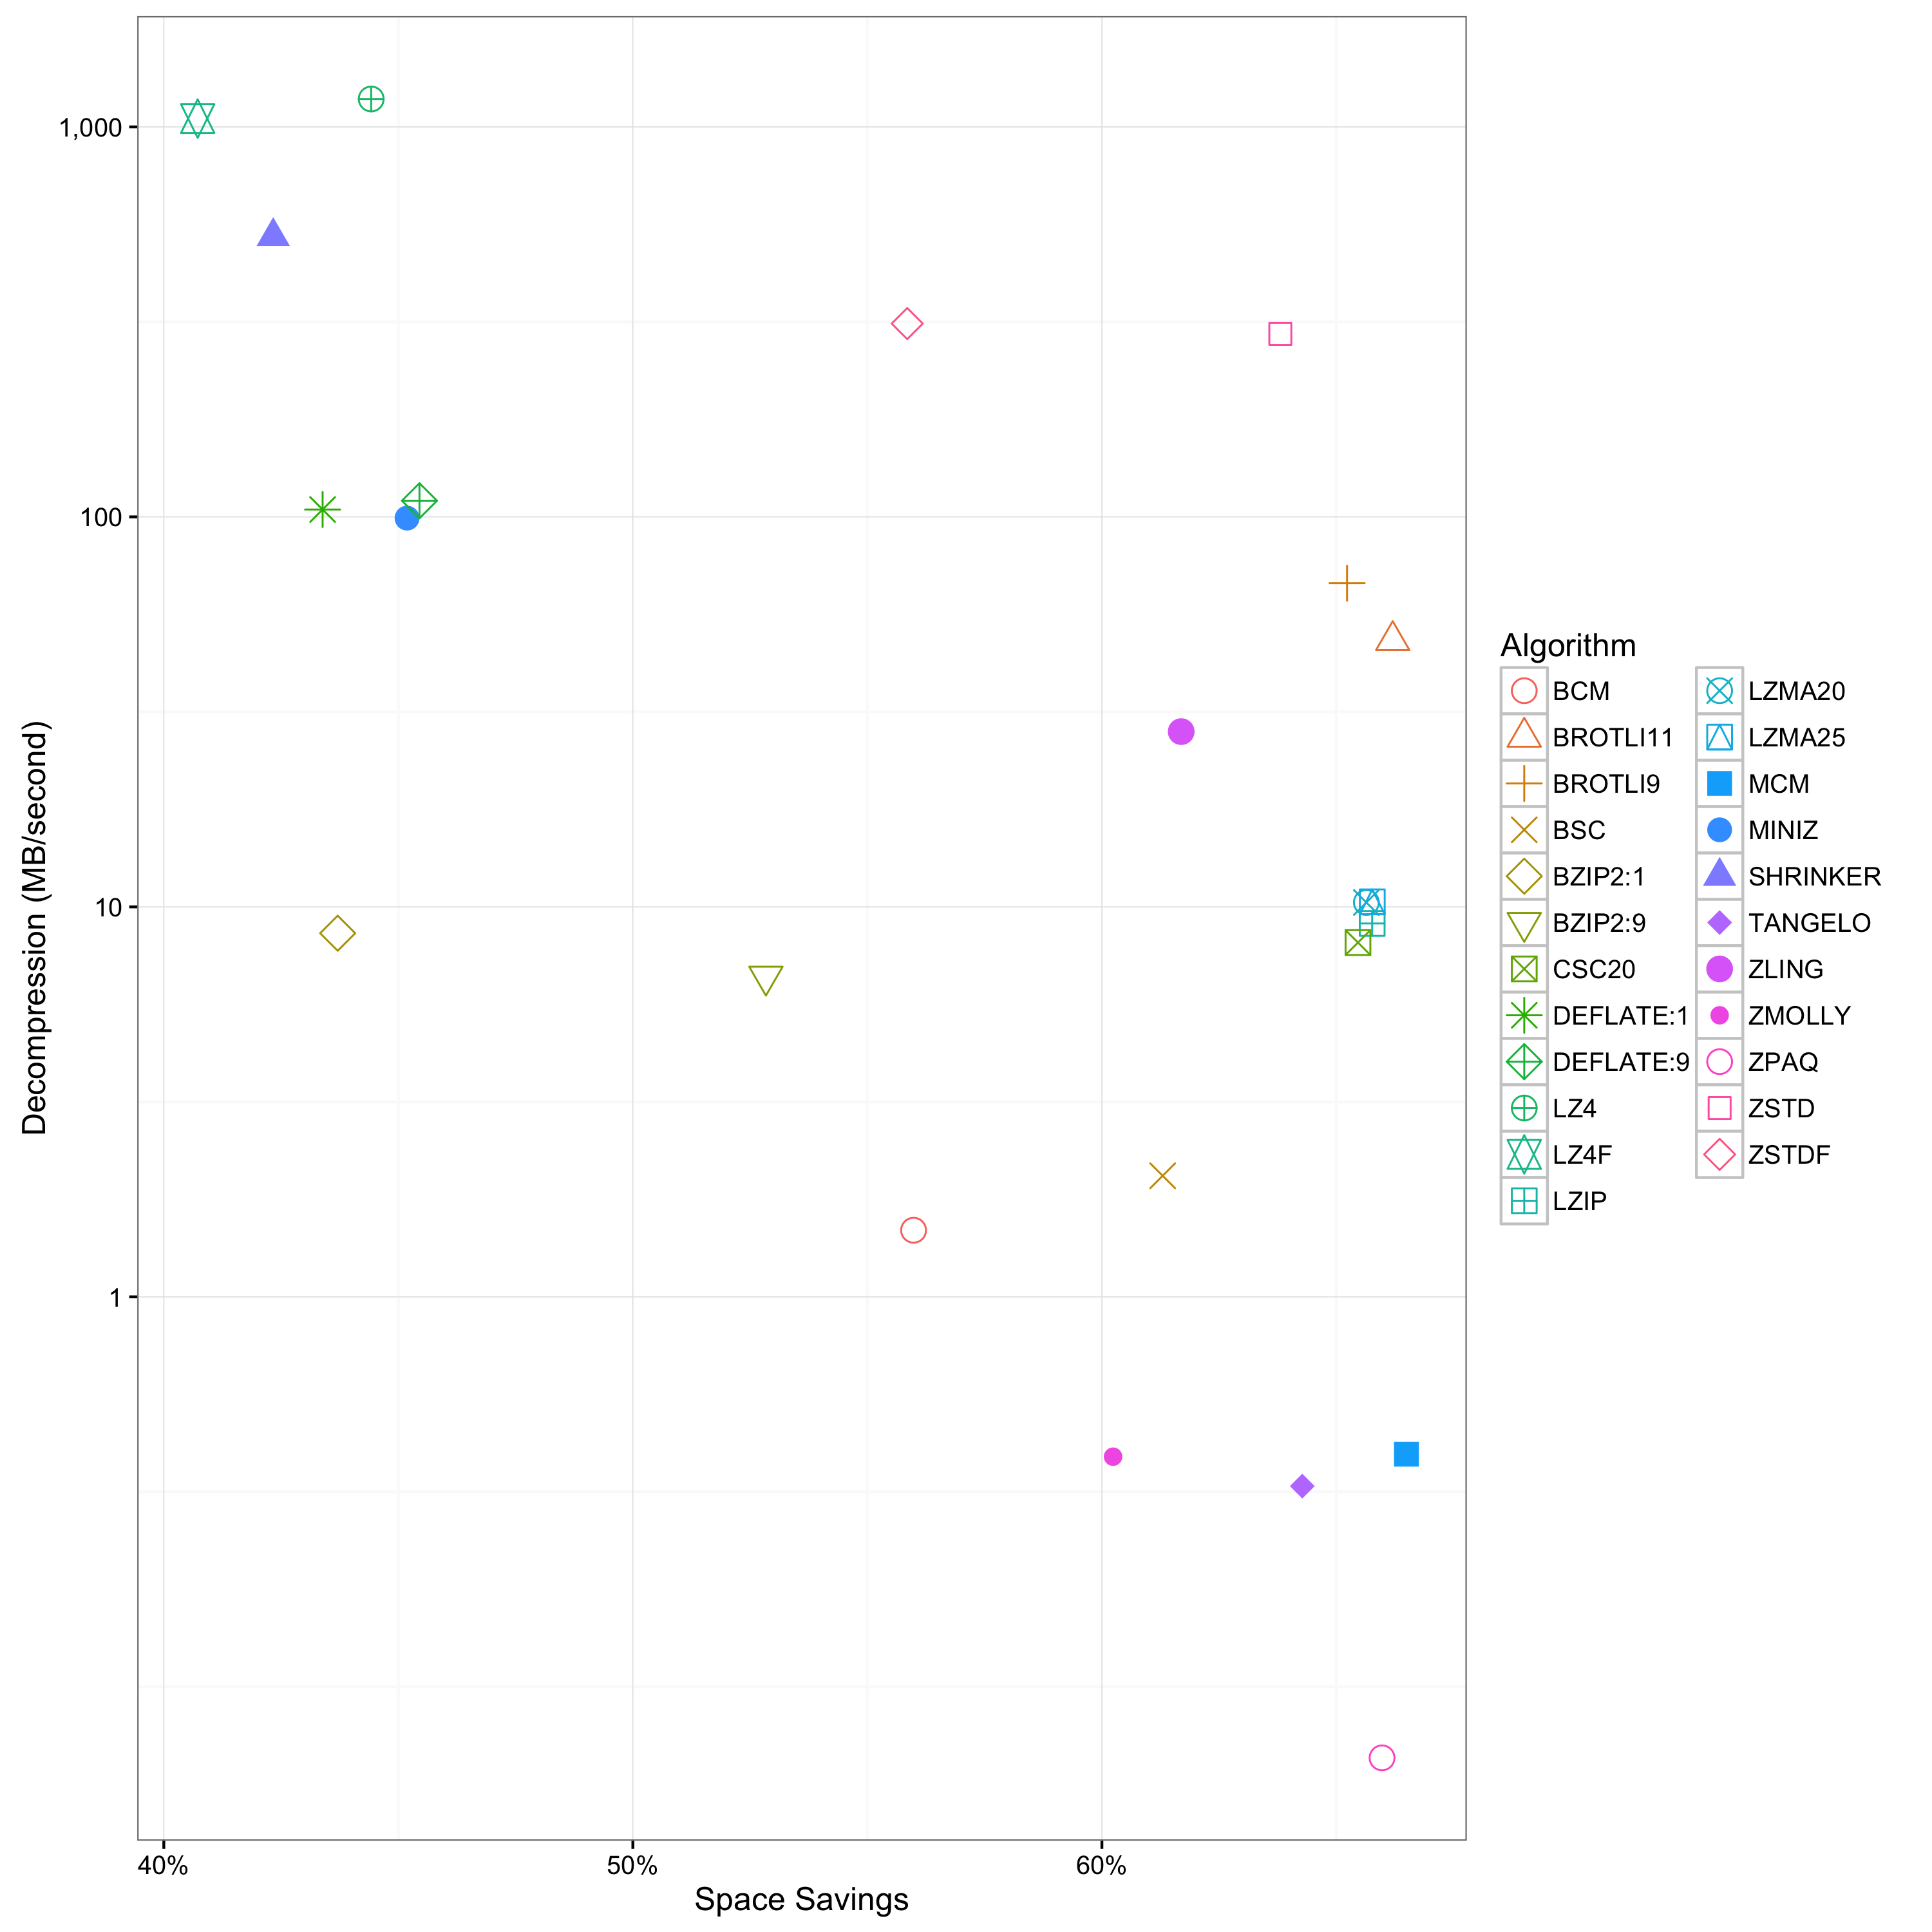 1,000
100
10
1
Decompression (MB/second)
40%
50%
60%
Space Savings
Algorithm
BCM
BROTLI11
BROTLI9
BSC
BZIP2:1
BZIP2:9
CSC20
DEFLATE:1
DEFLATE:9
LZ4
LZ4F
LZIP
LZMA20
LZMA25
MCM
MINIZ
SHRINKER
TANGELO
ZLING
ZMOLLY
ZPAQ
ZSTD
ZSTDF